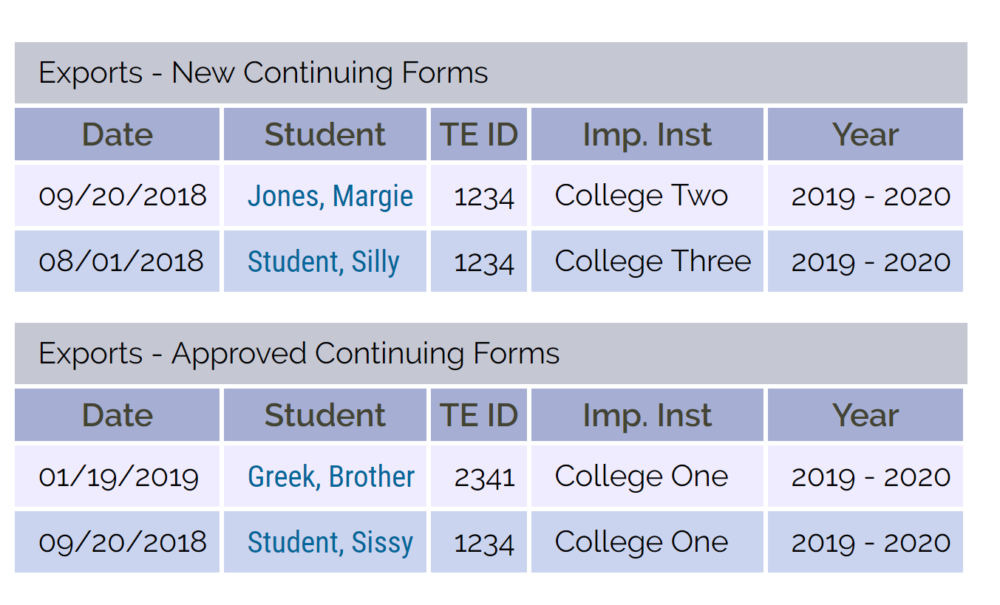 Exports - New Continuing Forms
Date Student TE ID Imp. Inst Year
09/20/2018 Jones, Margie 1234 College Two 2019 - 2020
08/01/2018 Student, Silly 1234 College Three 2019 - 2020
Exports - Approved Continuing Forms
Date Student TE ID Imp. Inst Year
01/19/2019 Greek, Brother 2341 College One 2019 - 2020
09/20/2018 Student, Sissy 1234 College One 2019 - 2020